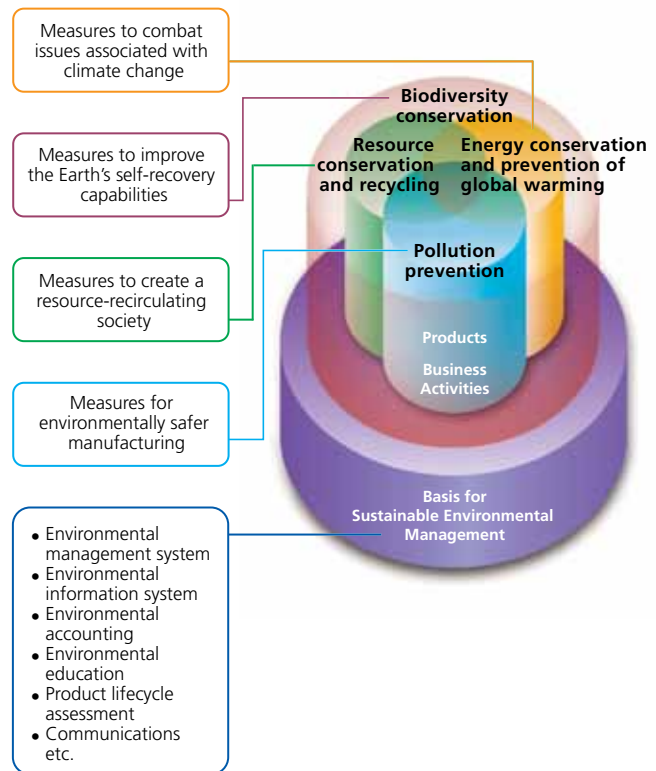 Measures to combat
issues associated with
climate change
Measures to improve
the Earth's self-recovery
capabilities
Measures to create a
resource-recirculating
society
Measures for
environmentally safer
manufacturing
• Environmental
management system
• Environmental
information system
• Environmental
accounting
• Environmental
education
• Product lifecycle
assessment
• Communications
etc.
Biodiversity
conservation
Resource
conservation
and recycling
Energy conservation
and prevention of
global warming
Pollution
prevention
Products
Business
Activities
Basis for
Sustainable Environmental
Management